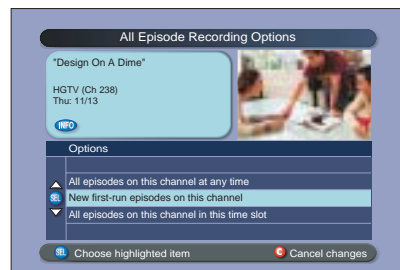 All Episode Recording Options
"Design On A Dime"
HGTV (Ch 238)
Thu: 11/13
INFO
Options
All episodes on this channel at any time
SEL New first-run episodes on this channel
All episodes on this channel in this time slot
SEL Choose highlighted item C Cancel changes